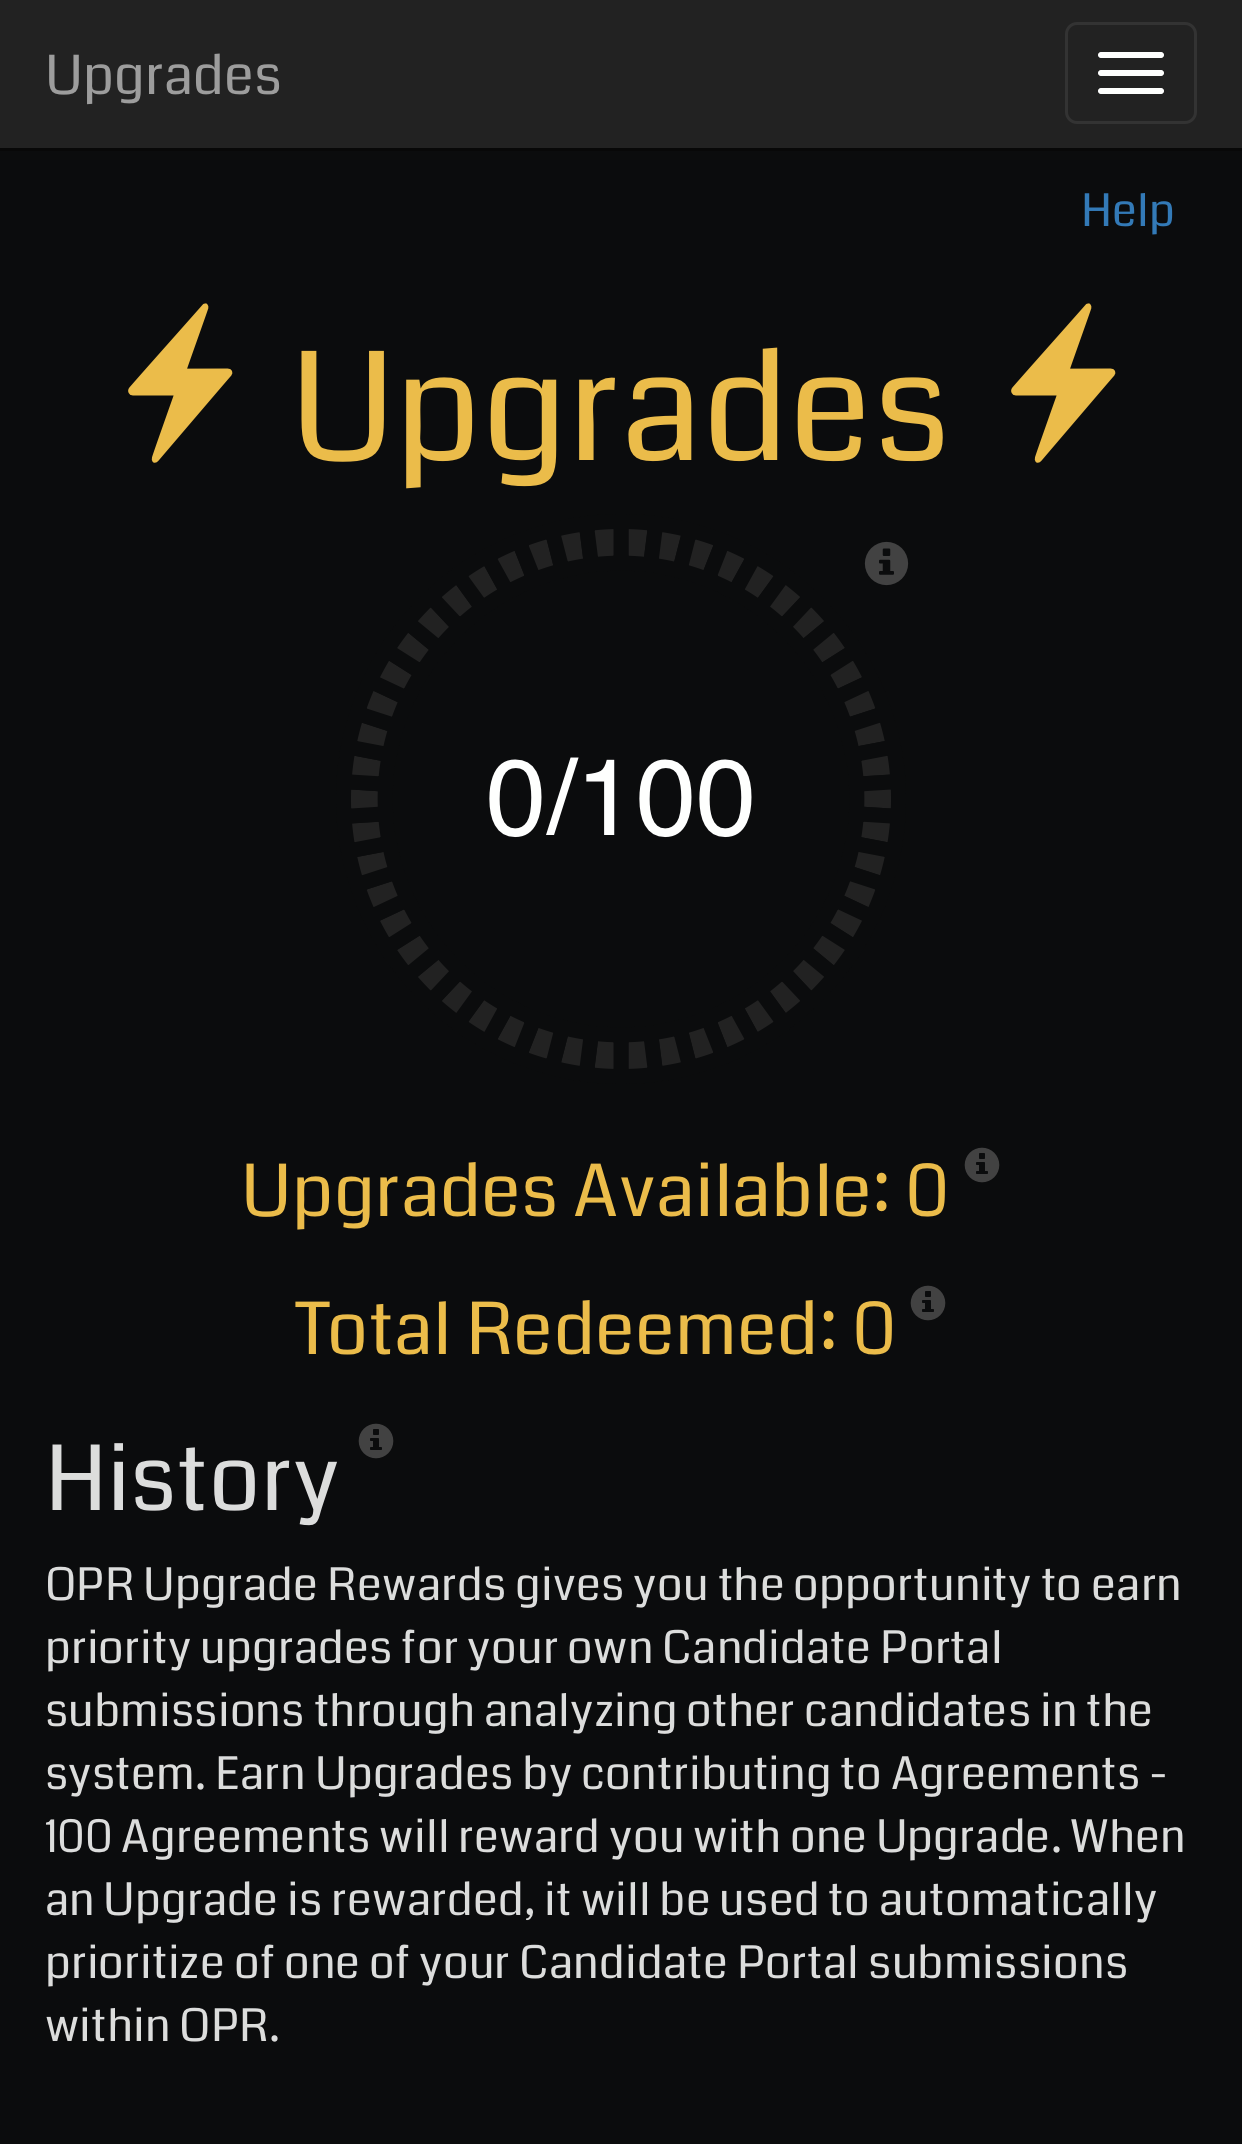 Upgrades
Help
Upgrades
0/100
Upgrades Available: 0
Total Redeemed: 0
History
OPR Upgrade Rewards gives you the opportunity to earn
priority upgrades for your own Candidate Portal
submissions through analyzing other candidates in the
system. Earn Upgrades by contributing to Agreements -
100 Agreements will reward you with one Upgrade. When
an Upgrade is rewarded, it will be used to automatically
prioritize of one of your Candidate Portal submissions
within OPR.